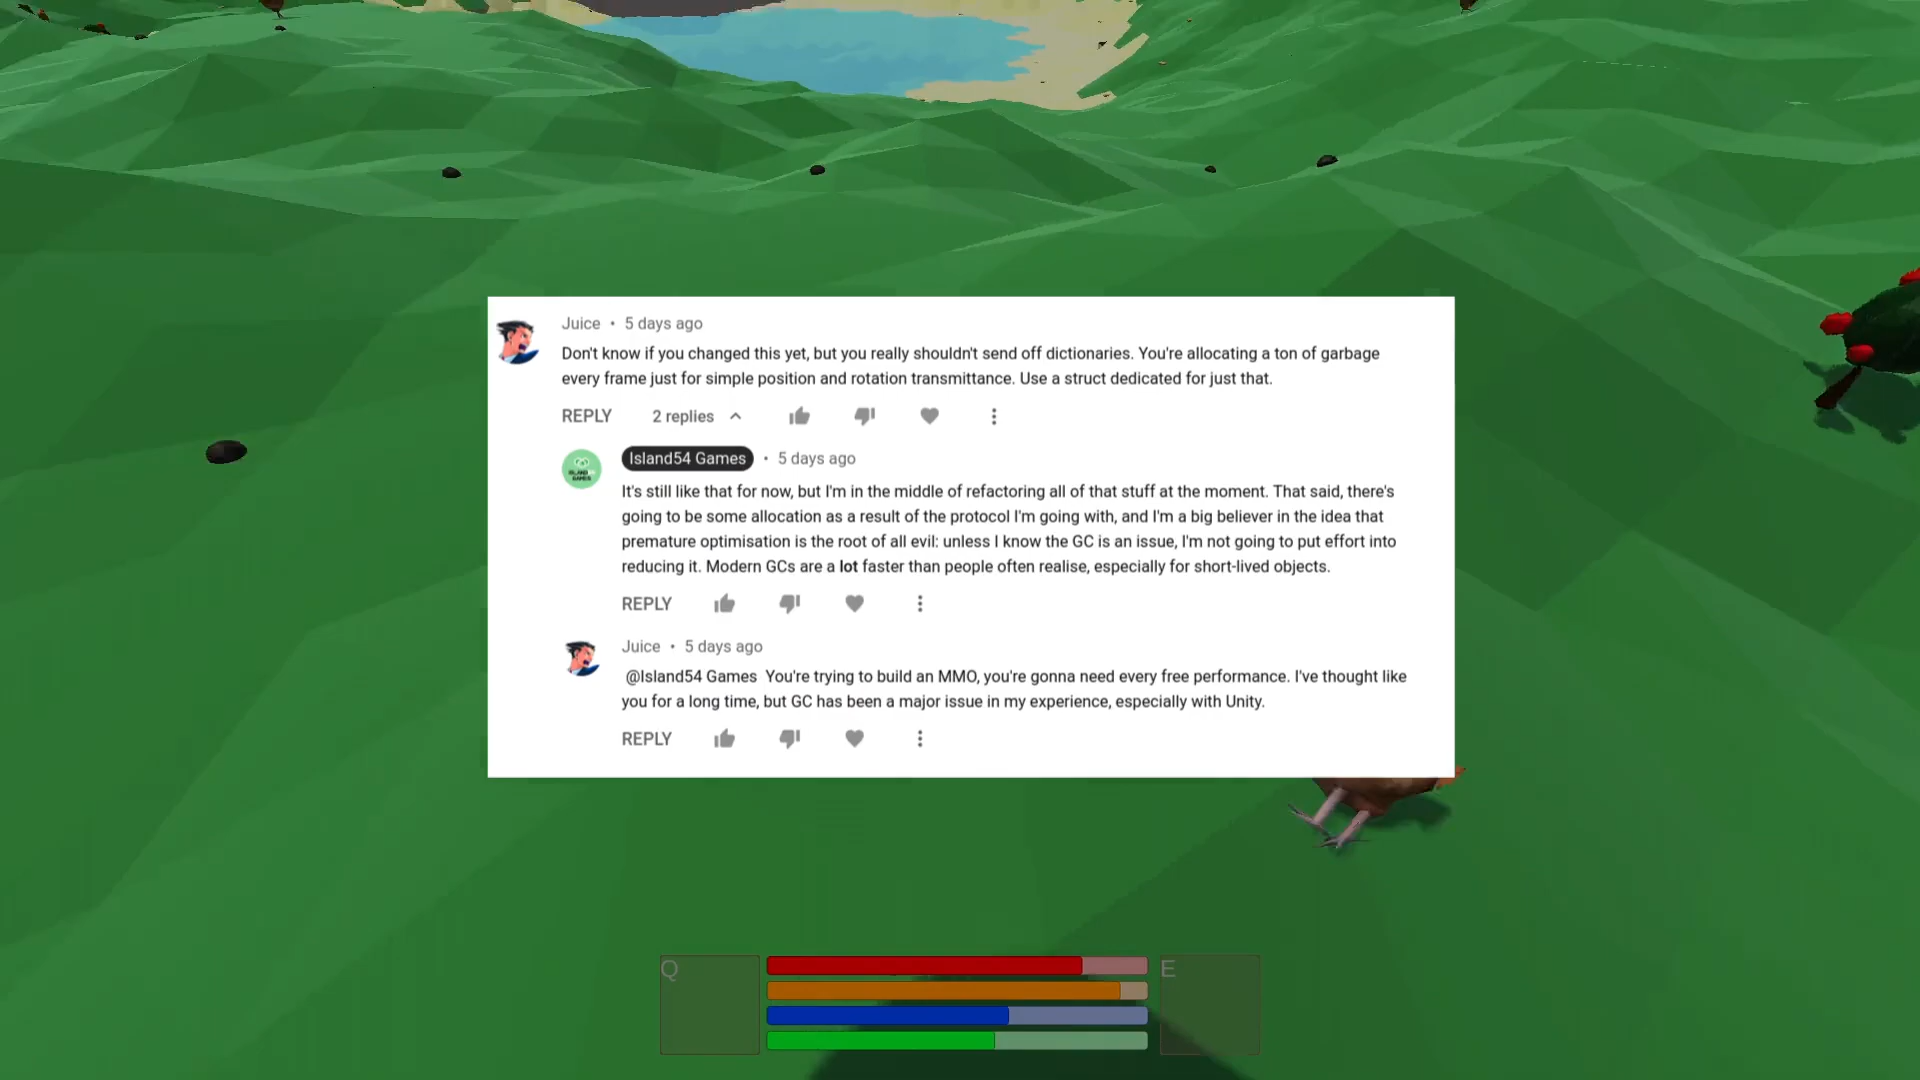 Juice • 5 days ago
Don't know if you changed this yet, but you really shouldn't send off dictionaries. You're allocating a ton of garbage
every frame just for simple position and rotation transmittance. Use a struct dedicated for just that.
REPLY 2 replies
Island54 Games • 5 days ago
It's still like that for now, but I'm in the middle of refactoring all of that stuff at the moment. That said, there's
going to be some allocation as a result of the protocol I'm going with, and I'm a big believer in the idea that
premature optimisation is the root of all evil: unless I know the GC is an issue, I'm not going to put effort into
reducing it. Modern GCs are a lot faster than people often realise, especially for short-lived objects.
REPLY
Juice • 5 days ago
@Island54 Games You're trying to build an MMO, you're gonna need every free performance. I've thought like
you for a long time, but GC has been a major issue in my experience, especially with Unity.
REPLY
Q E